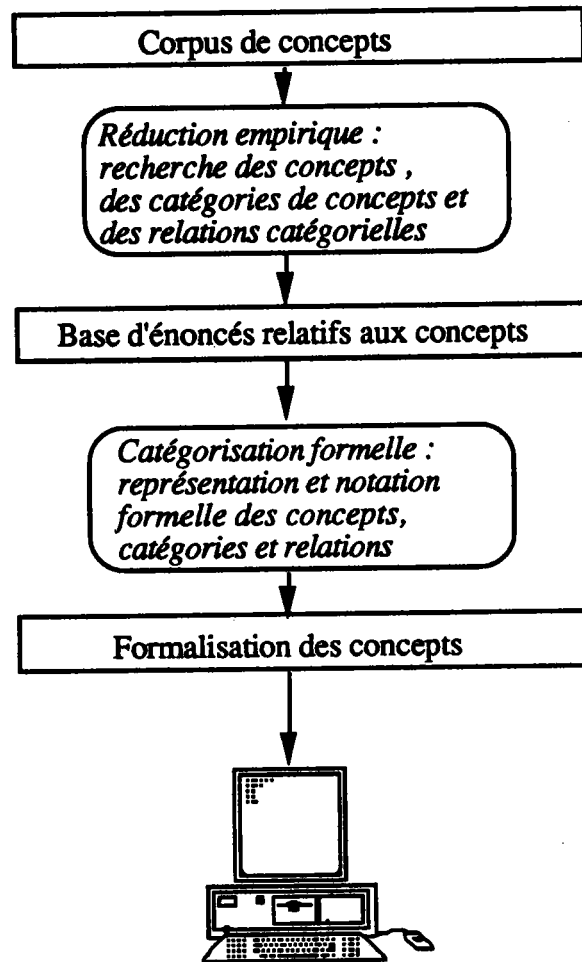 Corpus de concepts
Réduction empirique :
recherche des concepts ,
des catégories de concepts et
des relations catégorielles
Base d'énoncés relatifs aux concepts
Catégorisation formelle :
représentation et notation
formelle des concepts,
catégories et relations
Formalisation des concepts